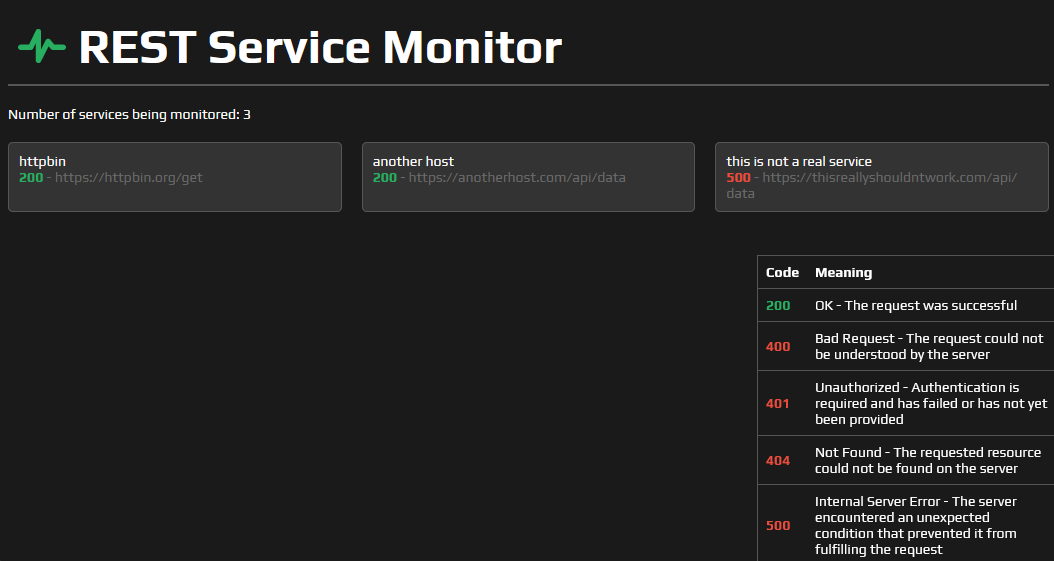 REST Service Monitor
Number of services being monitored: 3
httpbin
200 - https://httpbin.org/get
another host
200 - https://anotherhost.com/api/data
this is not a real service
500 - https://thisreallyshouldntwork.com/api/
data
Code Meaning
200 OK - The request was successful
400 Bad Request - The request could not
be understood by the server
401 Unauthorized - Authentication is
required and has failed or has not yet
been provided
404 Not Found - The requested resource
could not be found on the server
500 Internal Server Error - The server
encountered an unexpected
condition that prevented it from
fulfilling the request